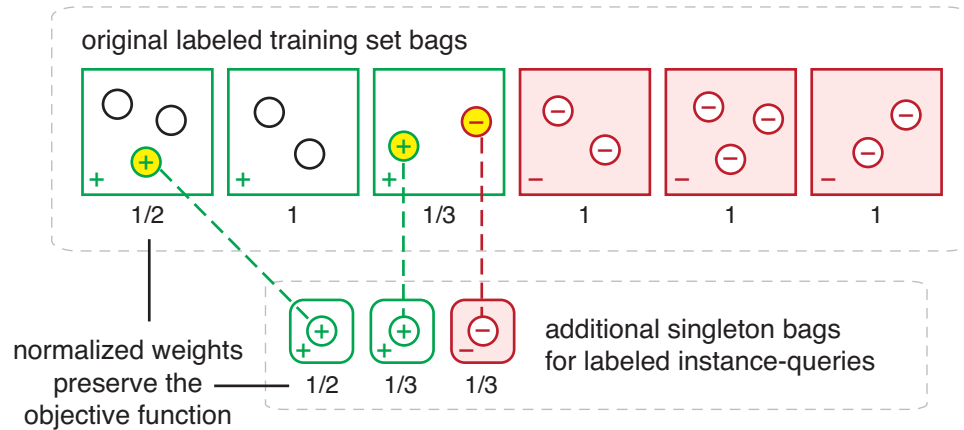 original labeled training set bags
+ + + − − − − − − −
+ + − − −
1/2 1 1/3 1 1 1
+ + −
+ + −
1/2 1/3 1/3
additional singleton bags
for labeled instance-queries
normalized weights
preserve the
objective function